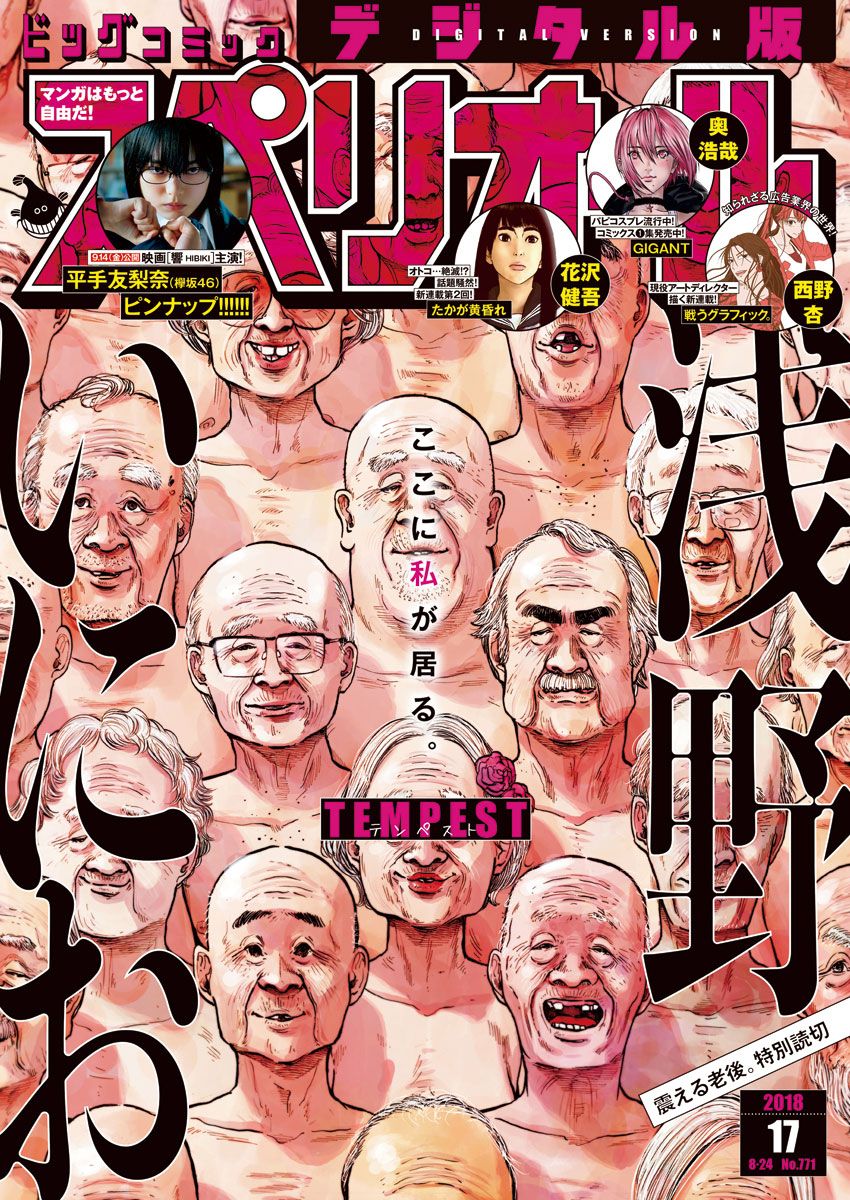 ビッグコミック
デジタル版
DIGITAL VERSION
スペリオール
マンガはもっと
自由だ!
9.14(金)公開 映画[響 HIBIKI]主演!
平手友梨奈(欅坂46)
ピンナップ!!!!!!
オトコ…絶滅!?
話題騒然!
新連載第2回!
たかが黄昏れ
花沢
健吾
奥
浩哉
パピコスプレ流行中!
コミックス❶集発売中!
GIGANT
知られざる広告業界の世界!
現役アートディレクター
描く新連載!
戦うグラフィック。
西野
杏
浅野
いにお
ここに私が居る。
TEMPEST
テンペスト
震える老後。特別読切
2018
17
8・24 No.771